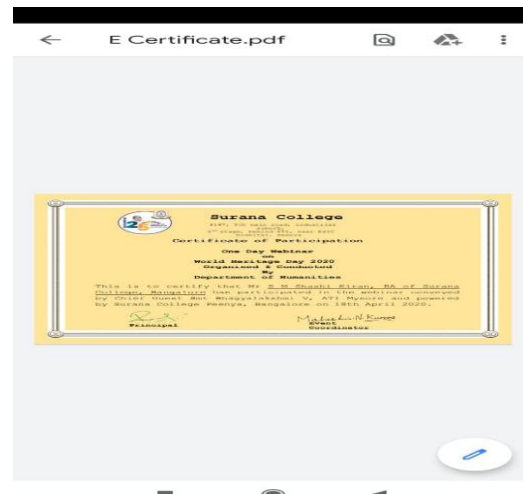 E Certificate.pdf
Surana College
Certificate of Participation
One Day Webinar
on
World Heritage Day 2020
Organised & Conducted
By
Department of Humanities
This is to certify that Mr S M Shashi Kiran, BA of Surana
College, Bangalore has participated in the webinar conveyed
by Chief Guest Ms Bhagyalakshmi V, ATI Mysore and powered
by Surana College Peenya, Bangalore on 18th April 2020.
Principal
Event
Coordinator